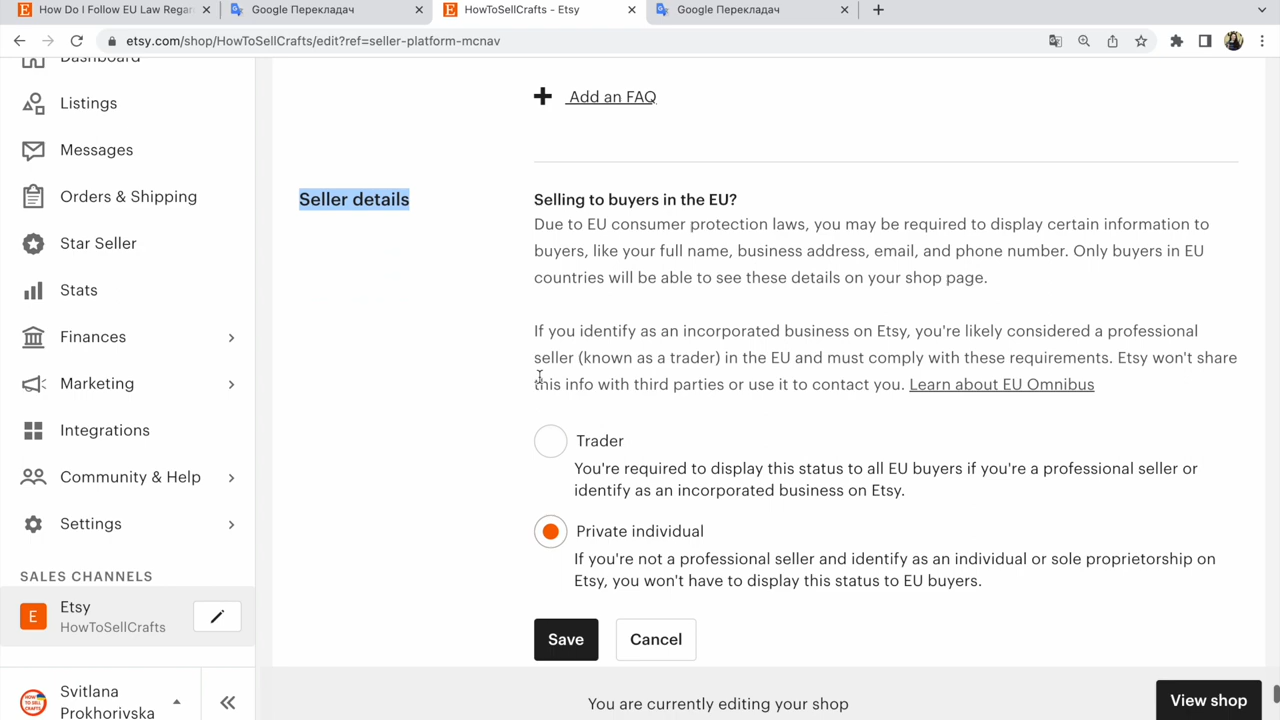 How Do I Follow EU Law Regar
Google Перекладач
HowToSellCrafts - Etsy
Google Перекладач
etsy.com/shop/HowToSellCrafts/edit?ref=seller-platform-mcnav
Dashboard
Listings
Messages
Orders & Shipping
Star Seller
Stats
Finances
Marketing
Integrations
Community & Help
Settings
SALES CHANNELS
E
Etsy
HowToSellCrafts
Svitlana
Prokhorivska
Add an FAQ
Seller details
Selling to buyers in the EU?
Due to EU consumer protection laws, you may be required to display certain information to
buyers, like your full name, business address, email, and phone number. Only buyers in EU
countries will be able to see these details on your shop page.
If you identify as an incorporated business on Etsy, you're likely considered a professional
seller (known as a trader) in the EU and must comply with these requirements. Etsy won't share
this info with third parties or use it to contact you. Learn about EU Omnibus
Trader
You're required to display this status to all EU buyers if you're a professional seller or
identify as an incorporated business on Etsy.
Private individual
If you're not a professional seller and identify as an individual or sole proprietorship on
Etsy, you won't have to display this status to EU buyers.
Save
Cancel
You are currently editing your shop
View shop